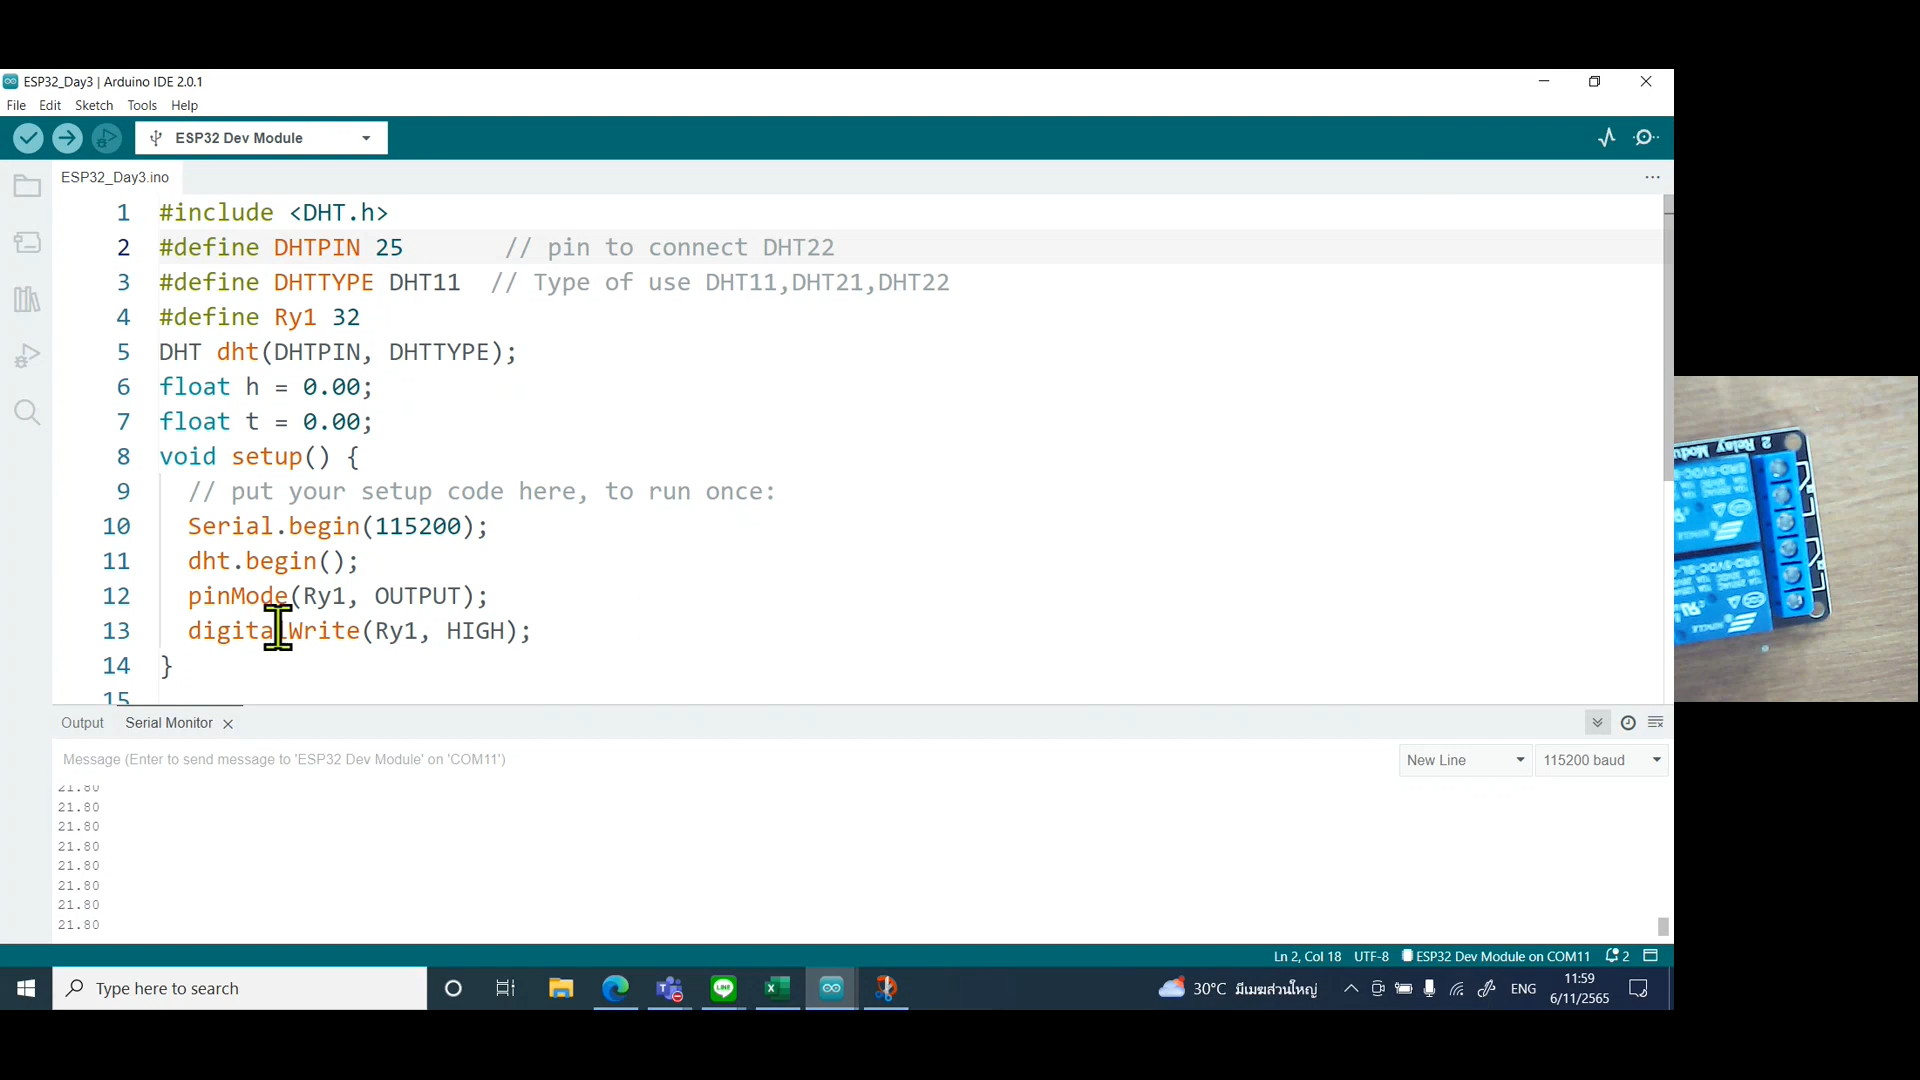 ESP32_Day3 | Arduino IDE 2.0.1
File Edit Sketch Tools Help
ESP32 Dev Module
ESP32_Day3.ino
1 #include <DHT.h>
2 #define DHTPIN 25 // pin to connect DHT22
3 #define DHTTYPE DHT11 // Type of use DHT11,DHT21,DHT22
4 #define Ry1 32
5 DHT dht(DHTPIN, DHTTYPE);
6 float h = 0.00;
7 float t = 0.00;
8 void setup() {
9 // put your setup code here, to run once:
10 Serial.begin(115200);
11 dht.begin();
12 pinMode(Ry1, OUTPUT);
13 digitalWrite(Ry1, HIGH);
14 }
15
Output Serial Monitor
Message (Enter to send message to 'ESP32 Dev Module' on 'COM11')
New Line 115200 baud
21.80
21.80
21.80
21.80
21.80
21.80
21.80
21.80
Ln 2, Col 18 UTF-8 ESP32 Dev Module on COM11 2
Type here to search
30°C มีเมฆส่วนใหญ่ ENG
11:59
6/11/2565
2 Relay